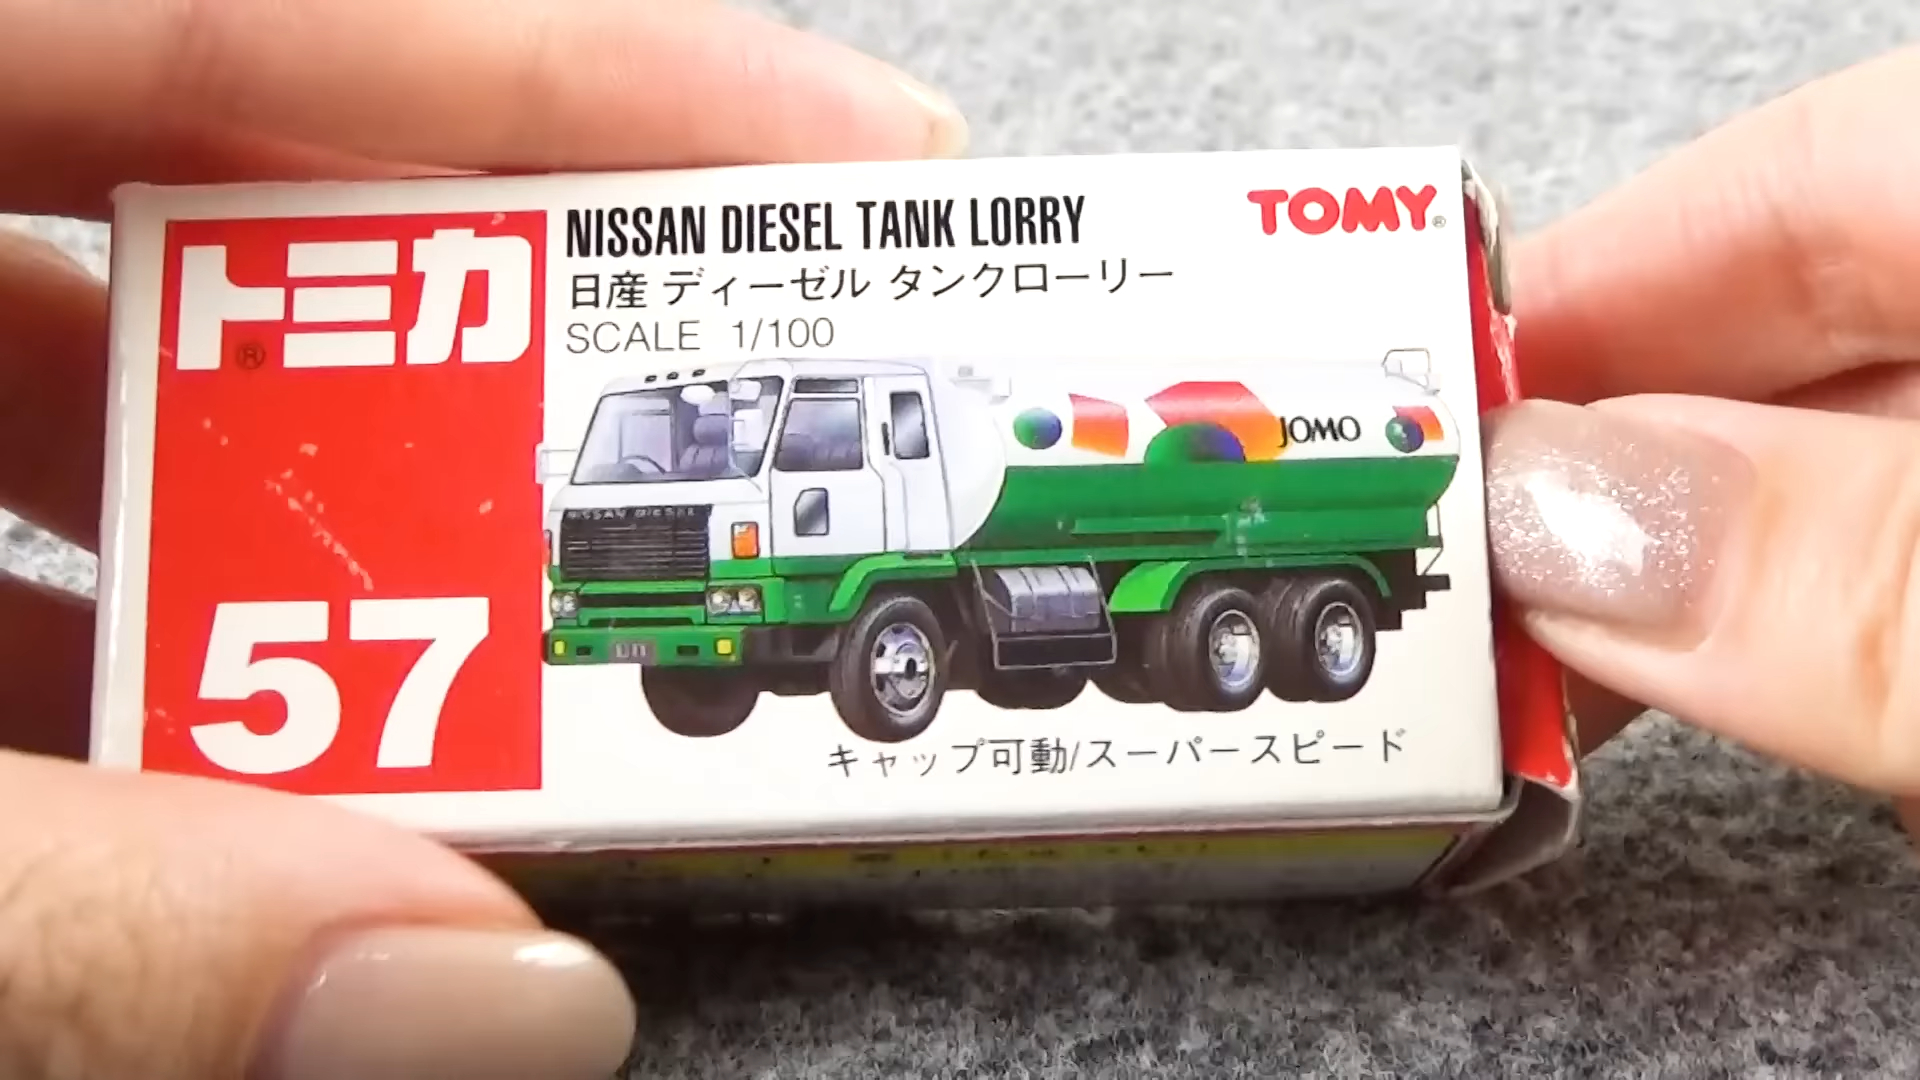 トミカ
®
57
NISSAN DIESEL TANK LORRY
日産 ディーゼル タンクローリー
SCALE 1/100
TOMY®
JOMO
NISSAN DIESEL
キャップ可動/スーパースピード